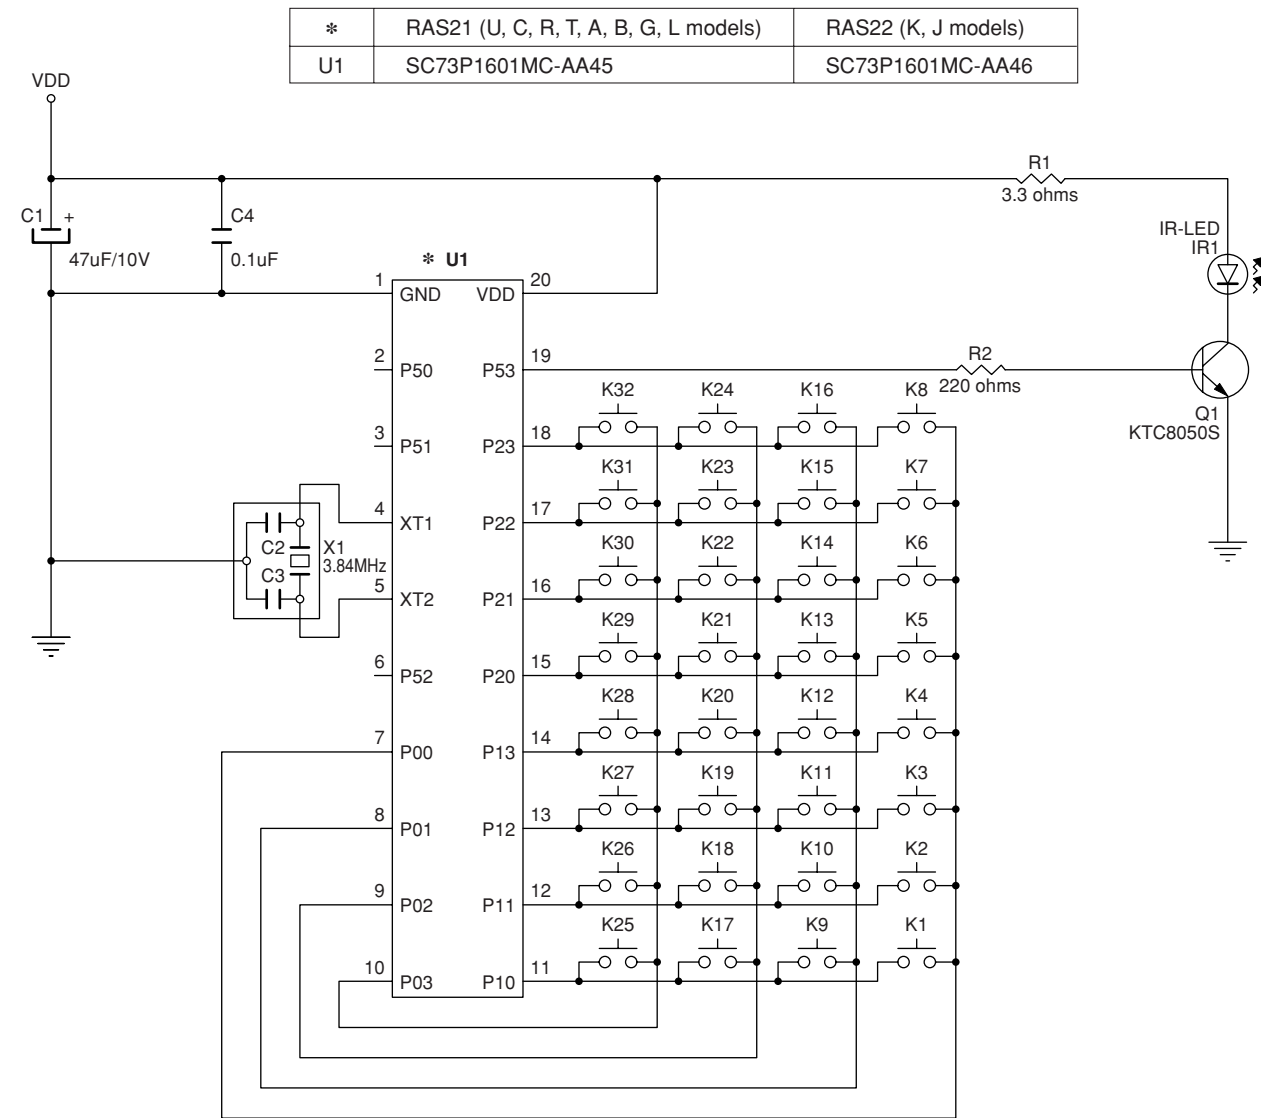 * RAS21 (U, C, R, T, A, B, G, L models) RAS22 (K, J models)
U1 SC73P1601MC-AA45 SC73P1601MC-AA46
VDD
R1
3.3 ohms
C1 +
47uF/10V
C4
0.1uF
IR-LED
IR1
* U1
1 GND VDD 20
2 P50 P53 19
R2
220 ohms
Q1
KTC8050S
K32 K24 K16 K8
3 P51 P23 18
K31 K23 K15 K7
4 XT1 P22 17
C2 X1
3.84MHz
C3
K30 K22 K14 K6
5 XT2 P21 16
K29 K21 K13 K5
6 P52 P20 15
K28 K20 K12 K4
7 P00 P13 14
K27 K19 K11 K3
8 P01 P12 13
K26 K18 K10 K2
9 P02 P11 12
K25 K17 K9 K1
10 P03 P10 11